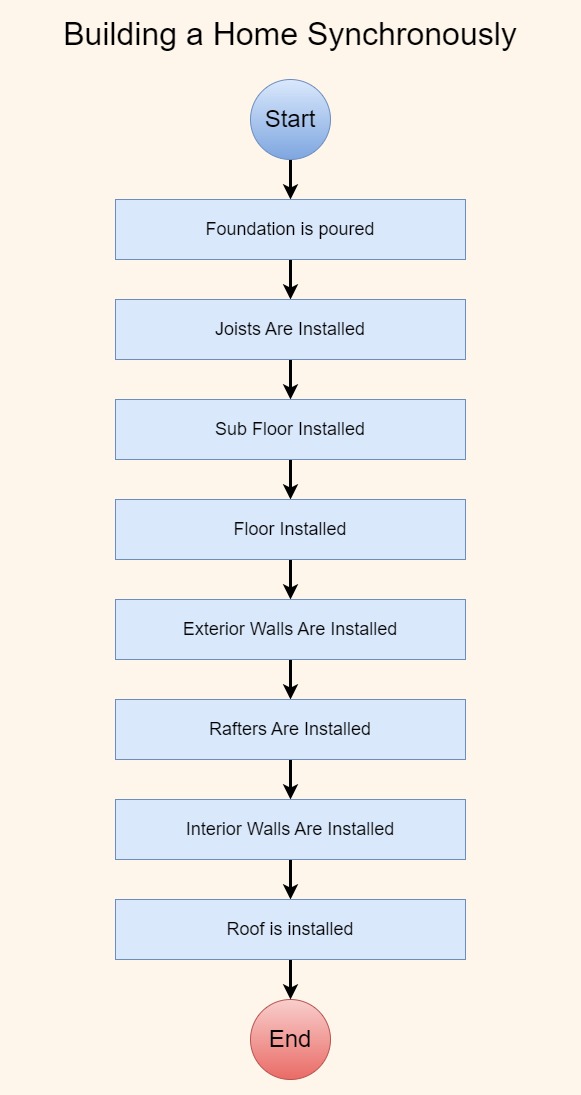 Building a Home Synchronously
Start
Foundation is poured
Joists Are Installed
Sub Floor Installed
Floor Installed
Exterior Walls Are Installed
Rafters Are Installed
Interior Walls Are Installed
Roof is installed
End